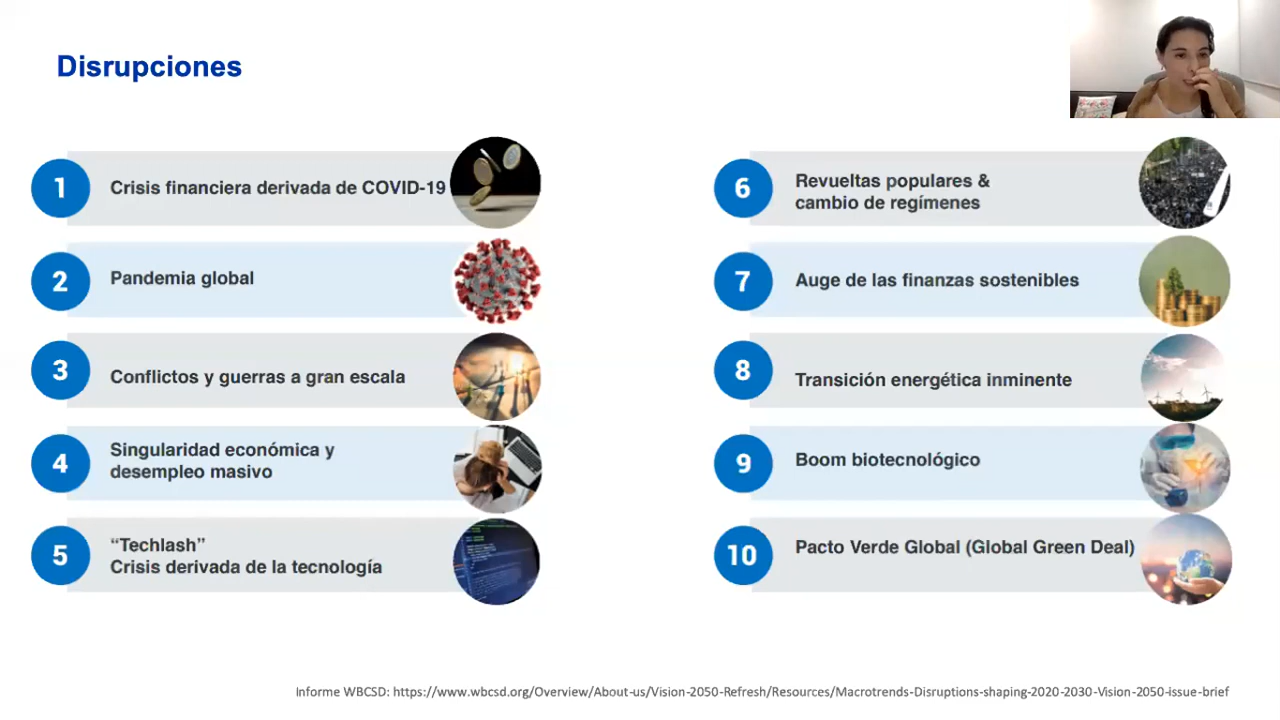 Disrupciones
1
Crisis financiera derivada de COVID-19
2
Pandemia global
3
Conflictos y guerras a gran escala
4
Singularidad económica y
desempleo masivo
5
“Techlash”
Crisis derivada de la tecnología
6
Revueltas populares &
cambio de regímenes
7
Auge de las finanzas sostenibles
8
Transición energética inminente
9
Boom biotecnológico
10
Pacto Verde Global (Global Green Deal)
Informe WBCSD: https://www.wbcsd.org/Overview/About-us/Vision-2050-Refresh/Resources/Macrotrends-Disruptions-shaping-2020-2030-Vision-2050-issue-brief